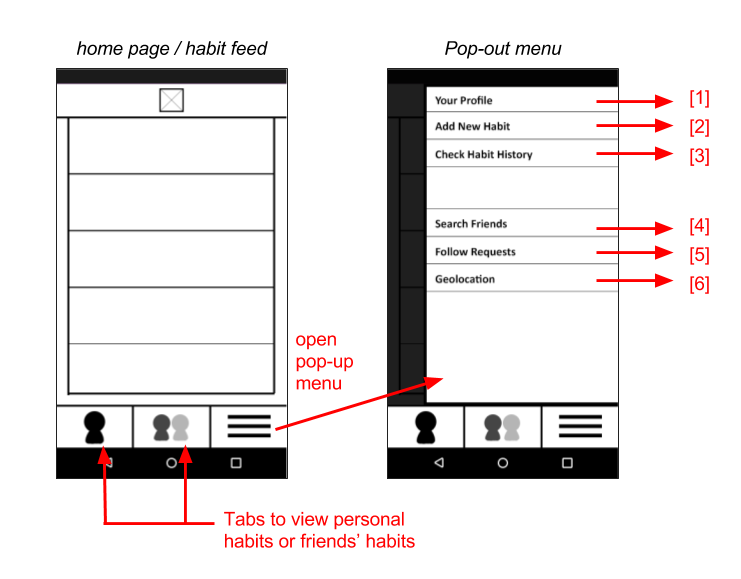 home page / habit feed
Pop-out menu
Your Profile
[1]
Add New Habit
[2]
Check Habit History
[3]
Search Friends
[4]
Follow Requests
[5]
Geolocation
[6]
open
pop-up
menu
Tabs to view personal
habits or friends’ habits